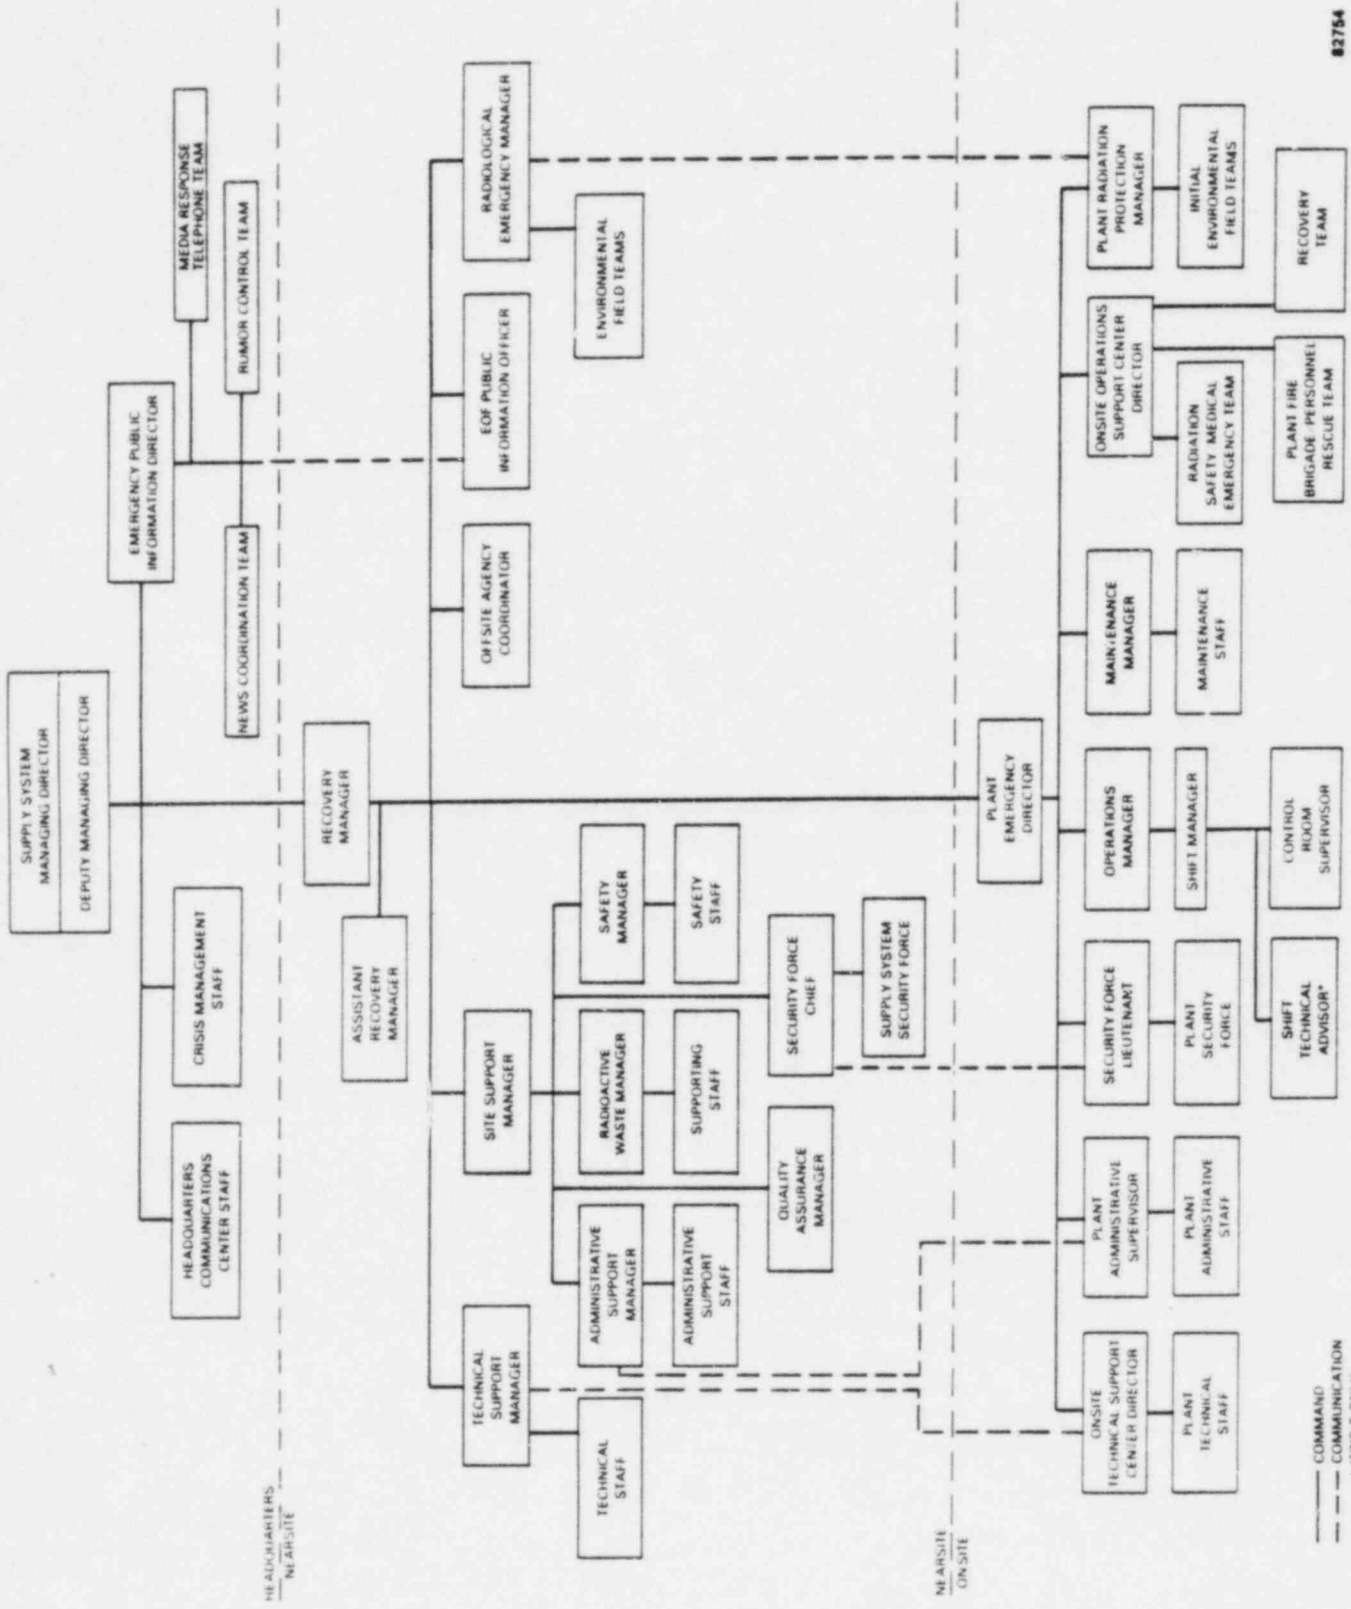 SUPPLY SYSTEM
MANAGING DIRECTOR
DEPUTY MANAGING DIRECTOR
HEADQUARTERS
COMMUNICATIONS
CENTER STAFF
CRISIS MANAGEMENT
STAFF
EMERGENCY PUBLIC
INFORMATION DIRECTOR
MEDIA RESPONSE
TELEPHONE TEAM
NEWS COORDINATION TEAM
RUMOR CONTROL TEAM
HEADQUARTERS
NEARSITE
RECOVERY
MANAGER
ASSISTANT
RECOVERY
MANAGER
TECHNICAL
SUPPORT
MANAGER
SITE SUPPORT
MANAGER
OFFSITE AGENCY
COORDINATOR
EOF PUBLIC
INFORMATION OFFICER
RADIOLOGICAL
EMERGENCY MANAGER
TECHNICAL
STAFF
ADMINISTRATIVE
SUPPORT
MANAGER
RADIOACTIVE
WASTE MANAGER
SAFETY
MANAGER
ENVIRONMENTAL
FIELD TEAMS
ADMINISTRATIVE
SUPPORT
STAFF
SUPPORTING
STAFF
SAFETY
STAFF
QUALITY
ASSURANCE
MANAGER
SECURITY FORCE
CHIEF
SUPPLY SYSTEM
SECURITY FORCE
NEARSITE
ONSITE
PLANT
EMERGENCY
DIRECTOR
ONSITE
TECHNICAL SUPPORT
CENTER DIRECTOR
PLANT
ADMINISTRATIVE
SUPERVISOR
SECURITY FORCE
LIEUTENANT
OPERATIONS
MANAGER
MAINTENANCE
MANAGER
ONSITE OPERATIONS
SUPPORT CENTER
DIRECTOR
PLANT RADIATION
PROTECTION
MANAGER
PLANT
TECHNICAL
STAFF
PLANT
ADMINISTRATIVE
STAFF
PLANT
SECURITY
FORCE
SHIFT MANAGER
MAINTENANCE
STAFF
RADIATION
SAFETY MEDICAL
EMERGENCY TEAM
INITIAL
ENVIRONMENTAL
FIELD TEAMS
SHIFT
TECHNICAL
ADVISOR*
CONTROL
ROOM
SUPERVISOR
PLANT FIRE
BRIGADE/PERSONNEL
RESCUE TEAM
RECOVERY
TEAM
COMMAND
COMMUNICATION
82754